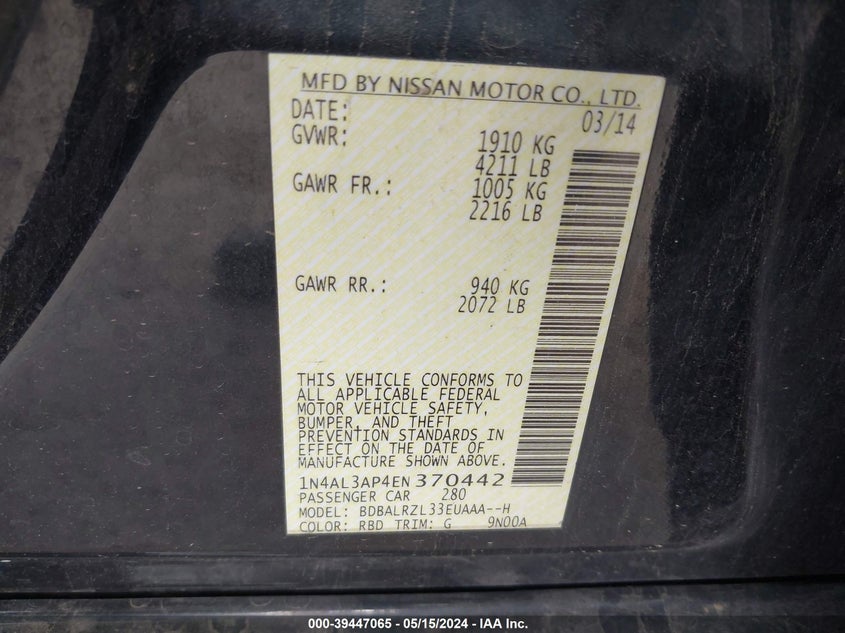 MFD BY NISSAN MOTOR CO., LTD.
DATE: 03/14
GVWR: 1910 KG
4211 LB
GAWR FR.: 1005 KG
2216 LB
GAWR RR.: 940 KG
2072 LB
THIS VEHICLE CONFORMS TO
ALL APPLICABLE FEDERAL
MOTOR VEHICLE SAFETY,
BUMPER, AND THEFT
PREVENTION STANDARDS IN
EFFECT ON THE DATE OF
MANUFACTURE SHOWN ABOVE.
1N4AL3AP4EN 370442
PASSENGER CAR 280
MODEL: BDBALRZL33EUAAA--H
COLOR: RBD TRIM: G 9N00A
000-39447065 - 05/15/2024 - IAA Inc.